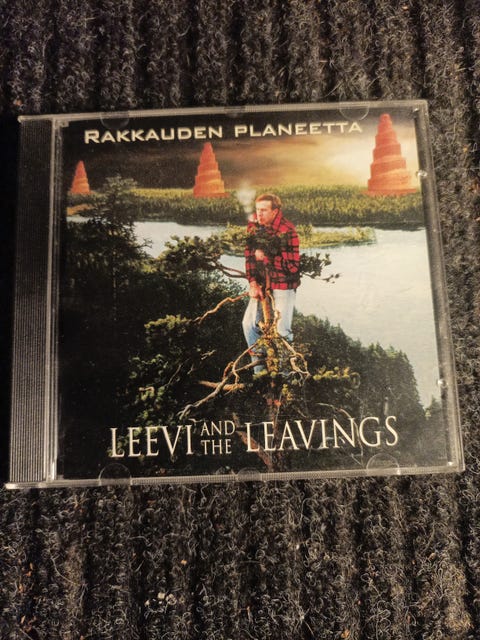 RAKKAUDEN PLANEETTA
LEEVI AND THE LEAVINGS